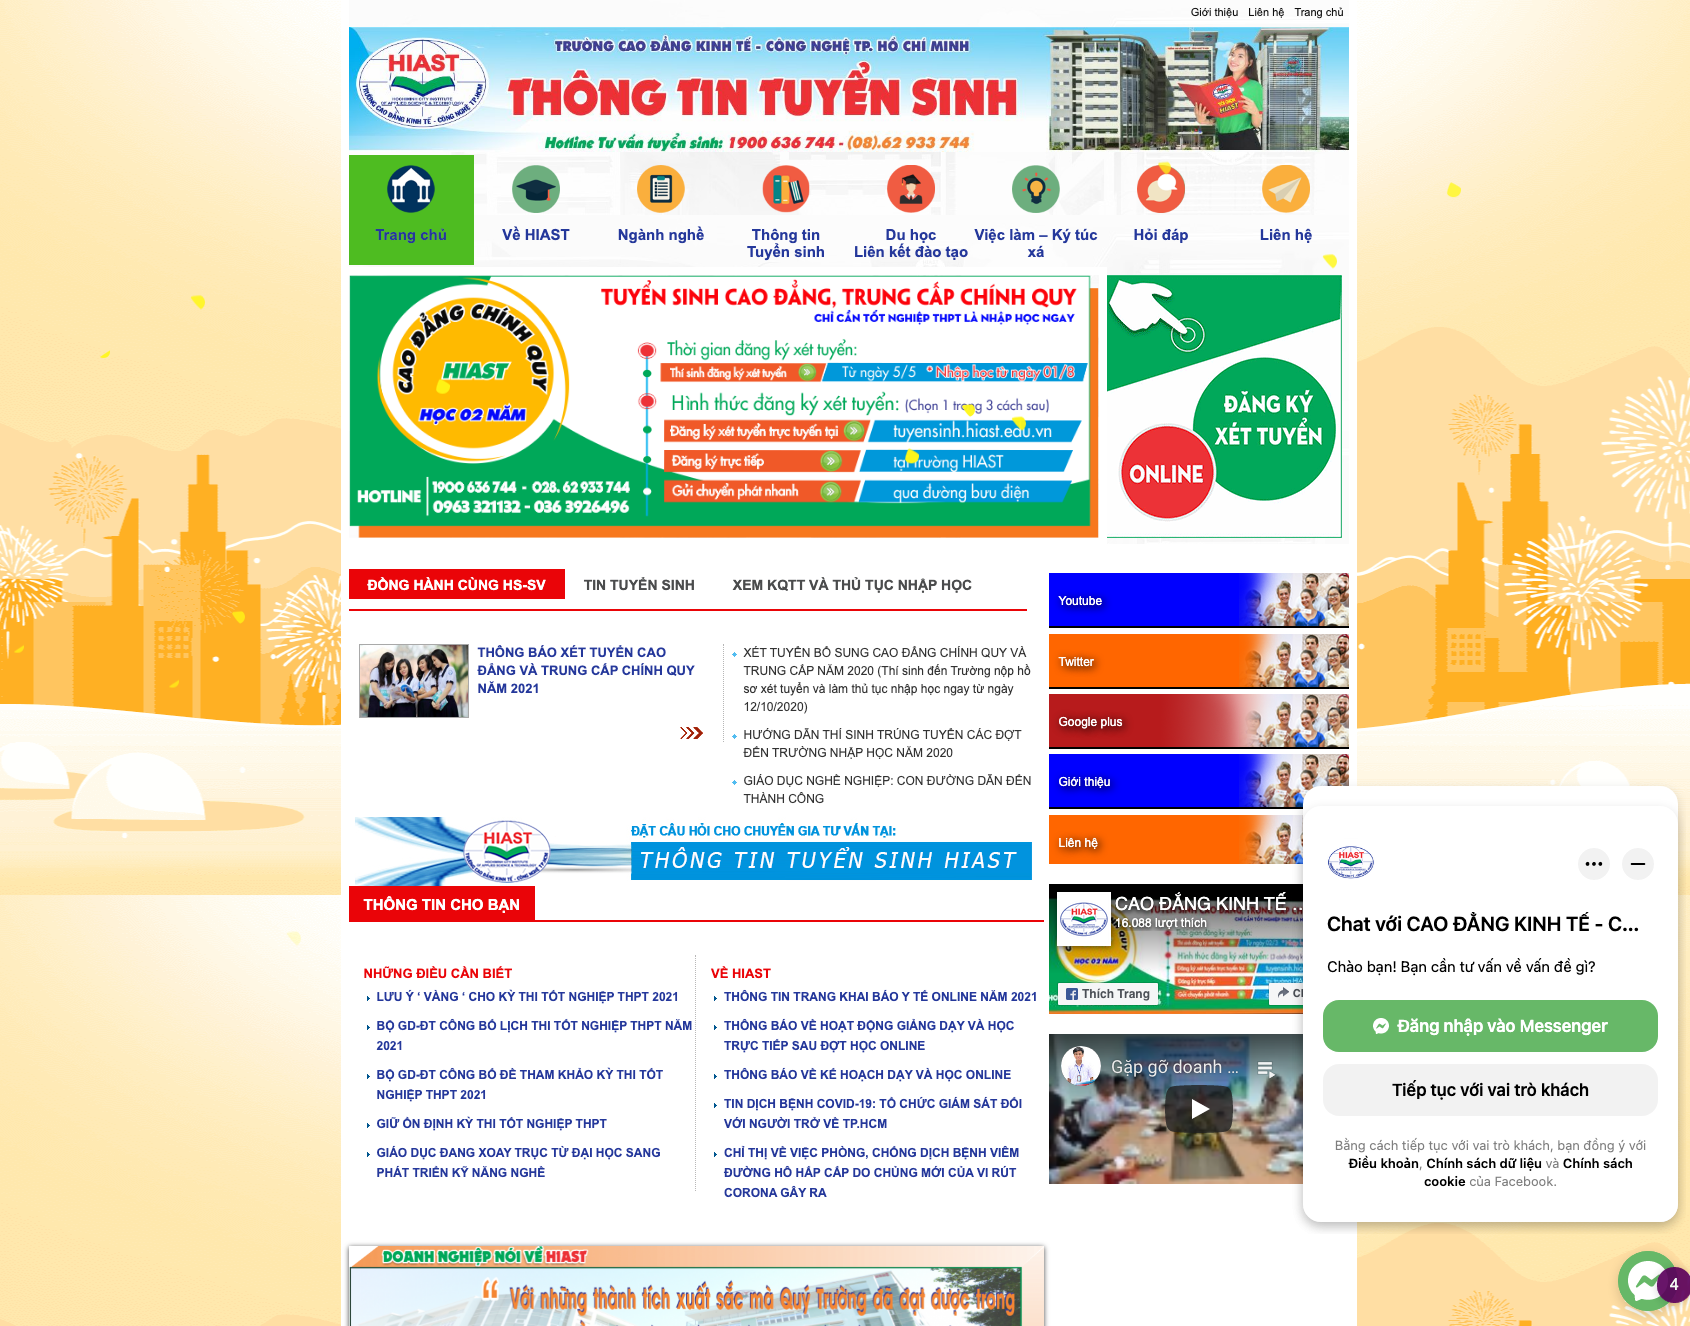 Giới thiệu Liên hệ Trang chủ
HIAST
HOCHIMINH CITY INSTITUTE
OF APPLIED SCIENCE & TECHNOLOGY
TRƯỜNG CAO ĐẲNG KINH TẾ - CÔNG NGHỆ TP.HCM
TRƯỜNG CAO ĐẲNG KINH TẾ - CÔNG NGHỆ TP. HỒ CHÍ MINH
THÔNG TIN TUYỂN SINH
Hotline Tư vấn tuyển sinh: 1900 636 744 - (08).62 933 744
Trang chủ
Về HIAST
Ngành nghề
Thông tin
Tuyển sinh
Du học
Liên kết đào tạo
Việc làm – Ký túc
xá
Hỏi đáp
Liên hệ
CAO ĐẲNG CHÍNH QUY
HIAST
HỌC 02 NĂM
TUYỂN SINH CAO ĐẲNG, TRUNG CẤP CHÍNH QUY
CHỈ CẦN TỐT NGHIỆP THPT LÀ NHẬP HỌC NGAY
Thời gian đăng ký xét tuyển:
Thí sinh đăng ký xét tuyển Từ ngày 5/5 * Nhập học từ ngày 01/8
Hình thức đăng ký xét tuyển: (Chọn 1 trong 3 cách sau)
Đăng ký xét tuyển trực tuyến tại tuyensinh.hiast.edu.vn
Đăng ký trực tiếp tại trường HIAST
Gửi chuyển phát nhanh qua đường bưu điện
HOTLINE 1900 636 744 - 028. 62 933 744
0963 321132 - 036 3926496
ĐĂNG KÝ
XÉT TUYỂN
ONLINE
ĐỒNG HÀNH CÙNG HS-SV TIN TUYỂN SINH XEM KQTT VÀ THỦ TỤC NHẬP HỌC
THÔNG BÁO XÉT TUYỂN CAO
ĐẲNG VÀ TRUNG CẤP CHÍNH QUY
NĂM 2021
XÉT TUYỂN BỔ SUNG CAO ĐẲNG CHÍNH QUY VÀ
TRUNG CẤP NĂM 2020 (Thí sinh đến Trường nộp hồ
sơ xét tuyển và làm thủ tục nhập học ngay từ ngày
12/10/2020)
HƯỚNG DẪN THÍ SINH TRÚNG TUYỂN CÁC ĐỢT
ĐẾN TRƯỜNG NHẬP HỌC NĂM 2020
GIÁO DỤC NGHỀ NGHIỆP: CON ĐƯỜNG DẪN ĐẾN
THÀNH CÔNG
HIAST
ĐẶT CÂU HỎI CHO CHUYÊN GIA TƯ VẤN TẠI:
THÔNG TIN TUYỂN SINH HIAST
THÔNG TIN CHO BẠN
NHỮNG ĐIỀU CẦN BIẾT
LƯU Ý ‘ VÀNG ‘ CHO KỲ THI TỐT NGHIỆP THPT 2021
BỘ GD-ĐT CÔNG BỐ LỊCH THI TỐT NGHIỆP THPT NĂM
2021
BỘ GD-ĐT CÔNG BỐ ĐỀ THAM KHẢO KỲ THI TỐT
NGHIỆP THPT 2021
GIỮ ỔN ĐỊNH KỲ THI TỐT NGHIỆP THPT
GIÁO DỤC ĐANG XOAY TRỤC TỪ ĐẠI HỌC SANG
PHÁT TRIỂN KỸ NĂNG NGHỀ
VỀ HIAST
THÔNG TIN TRANG KHAI BÁO Y TẾ ONLINE NĂM 2021
THÔNG BÁO VỀ HOẠT ĐỘNG GIẢNG DẠY VÀ HỌC
TRỰC TIẾP SAU ĐỢT HỌC ONLINE
THÔNG BÁO VỀ KẾ HOẠCH DẠY VÀ HỌC ONLINE
TIN DỊCH BỆNH COVID-19: TỔ CHỨC GIÁM SÁT ĐỐI
VỚI NGƯỜI TRỞ VỀ TP.HCM
CHỈ THỊ VỀ VIỆC PHÒNG, CHỐNG DỊCH BỆNH VIÊM
ĐƯỜNG HÔ HẤP CẤP DO CHỦNG MỚI CỦA VI RÚT
CORONA GÂY RA
DOANH NGHIỆP NÓI VỀ HIAST
“ Với những thành tích xuất sắc mà Quý Trường đã đạt được trong
Youtube
Twitter
Google plus
Giới thiệu
Liên hệ
HIAST
CAO ĐẲNG KINH TẾ ...
16.088 lượt thích
HỌC 02 NĂM
Thích Trang
Gặp gỡ doanh ...
HIAST
Chat với CAO ĐẲNG KINH TẾ - C...
Chào bạn! Bạn cần tư vấn về vấn đề gì?
Đăng nhập vào Messenger
Tiếp tục với vai trò khách
Bằng cách tiếp tục với vai trò khách, bạn đồng ý với
Điều khoản, Chính sách dữ liệu và Chính sách
cookie của Facebook.
4